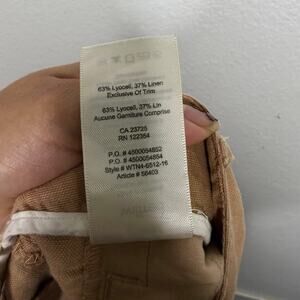 63% Lyocell, 37% Linen
Exclusive Of Trim
63% Lyocell, 37% Lin
Aucune Garniture Comprise
CA 23725
RN 122364
P.O. # 4500054852
P.O. # 4500054854
Style # WTN4-6512-16
Article # 56403